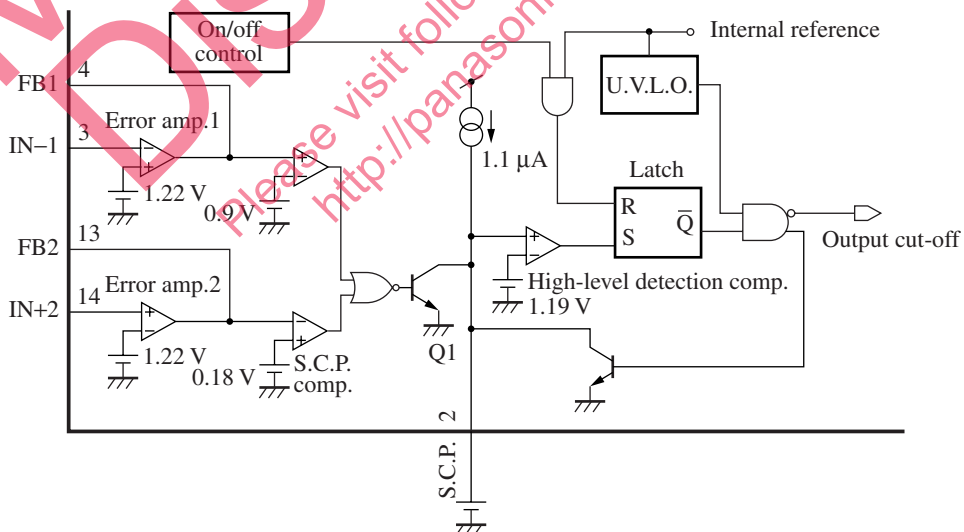 On/off
control
Internal reference
4
FB1
U.V.L.O.
Error amp.1
3
IN−1
1.1 µA
Latch
1.22 V
0.9 V
R
S
Q̅
13
FB2
Output cut-off
High-level detection comp.
1.19 V
Error amp.2
14
IN+2
1.22 V
0.18 V
S.C.P.
comp.
Q1
2
S.C.P.
Please visit follo
http://panasoni